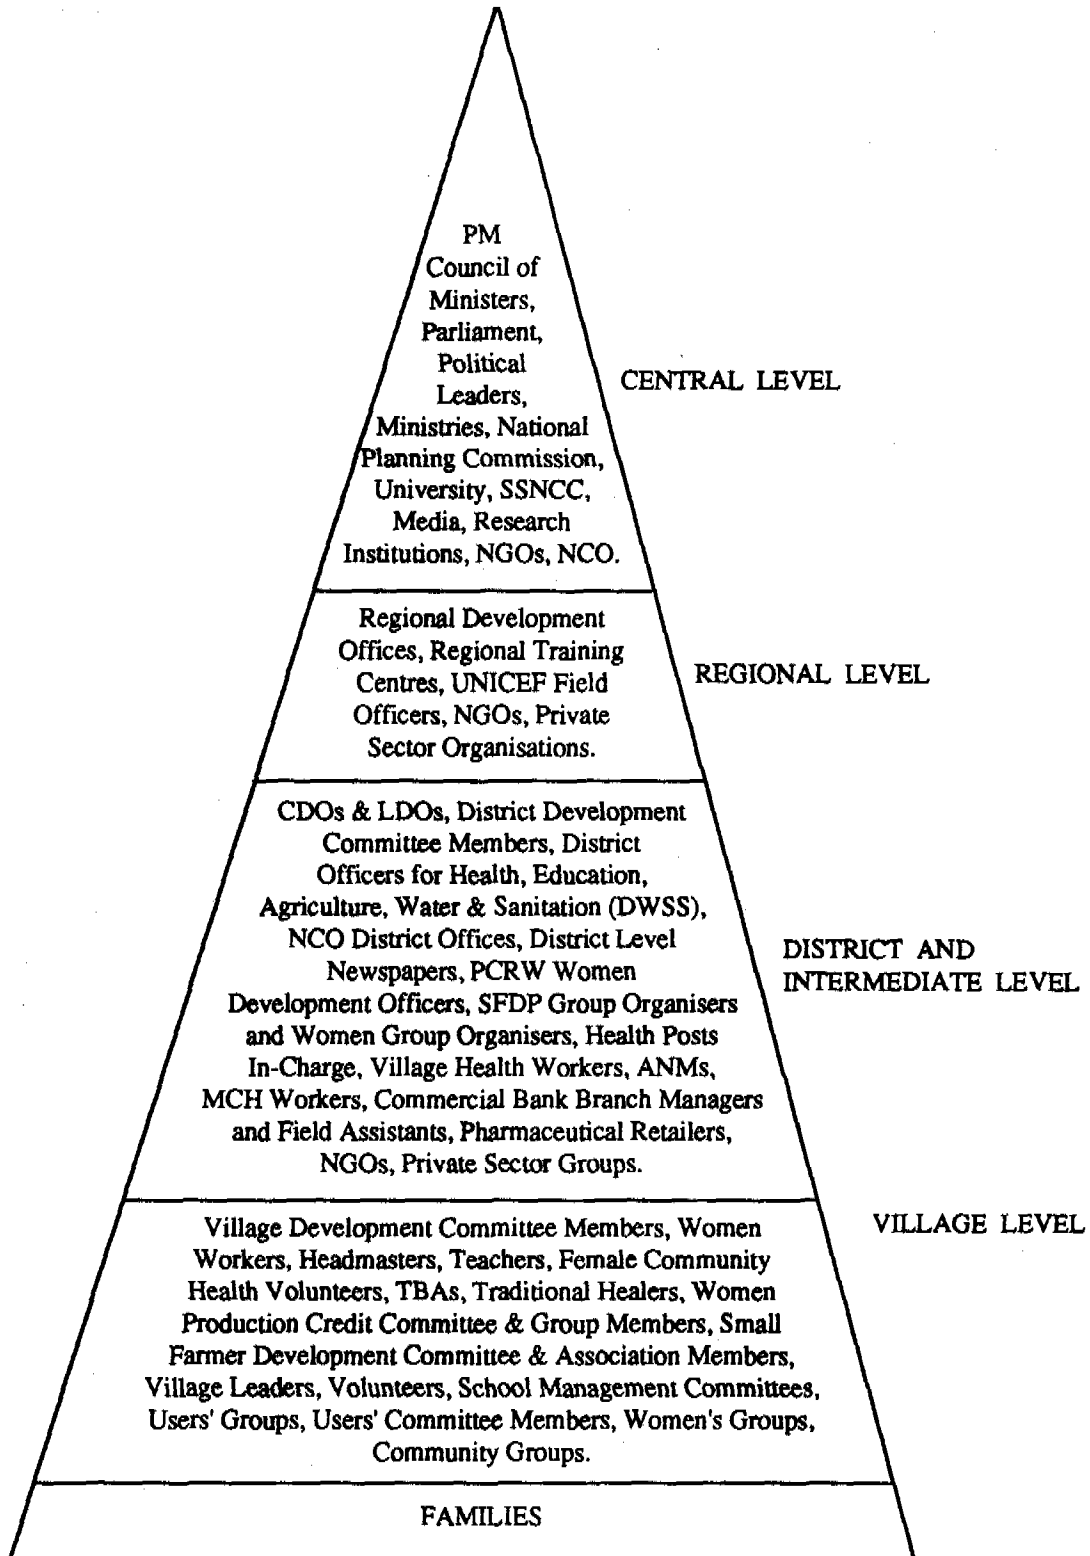 PM
Council of
Ministers,
Parliament,
Political
Leaders,
Ministries, National
Planning Commission,
University, SSNCC,
Media, Research
Institutions, NGOs, NCO.
CENTRAL LEVEL
Regional Development
Offices, Regional Training
Centres, UNICEF Field
Officers, NGOs, Private
Sector Organisations.
REGIONAL LEVEL
CDOs & LDOs, District Development
Committee Members, District
Officers for Health, Education,
Agriculture, Water & Sanitation (DWSS),
NCO District Offices, District Level
Newspapers, PCRW Women
Development Officers, SFDP Group Organisers
and Women Group Organisers, Health Posts
In-Charge, Village Health Workers, ANMs,
MCH Workers, Commercial Bank Branch Managers
and Field Assistants, Pharmaceutical Retailers,
NGOs, Private Sector Groups.
DISTRICT AND
INTERMEDIATE LEVEL
Village Development Committee Members, Women
Workers, Headmasters, Teachers, Female Community
Health Volunteers, TBAs, Traditional Healers, Women
Production Credit Committee & Group Members, Small
Farmer Development Committee & Association Members,
Village Leaders, Volunteers, School Management Committees,
Users' Groups, Users' Committee Members, Women's Groups,
Community Groups.
VILLAGE LEVEL
FAMILIES